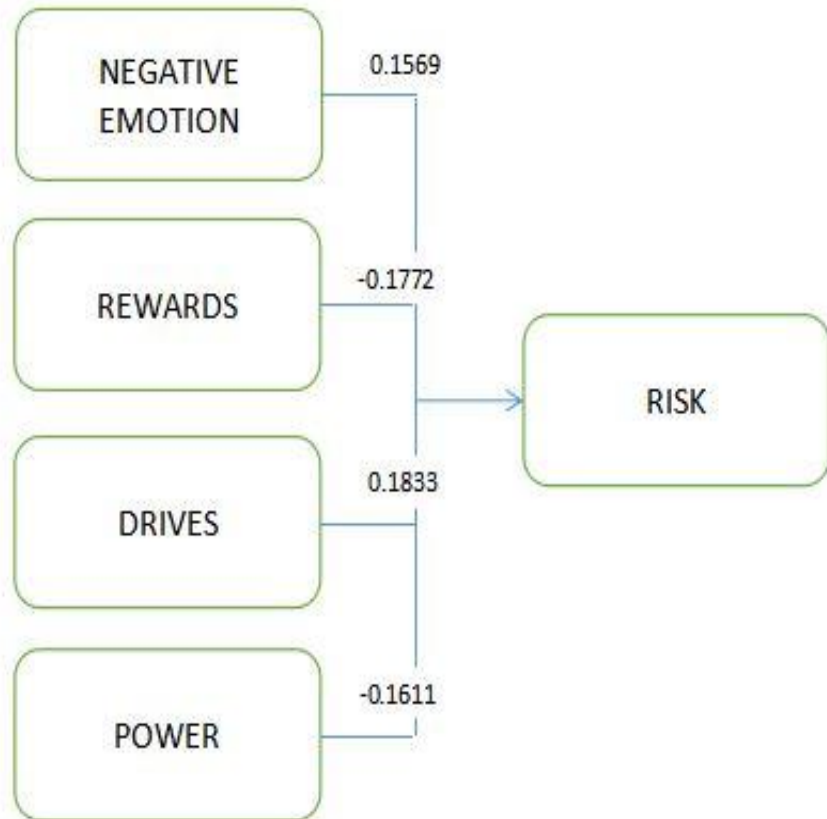 NEGATIVE
EMOTION
0.1569
REWARDS
-0.1772
RISK
DRIVES
0.1833
POWER
-0.1611